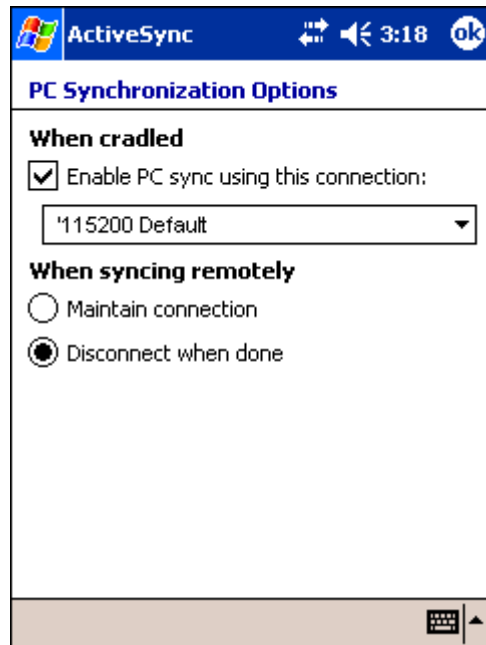 ActiveSync 3:18 ok
PC Synchronization Options
When cradled
Enable PC sync using this connection:
'115200 Default
When syncing remotely
Maintain connection
Disconnect when done